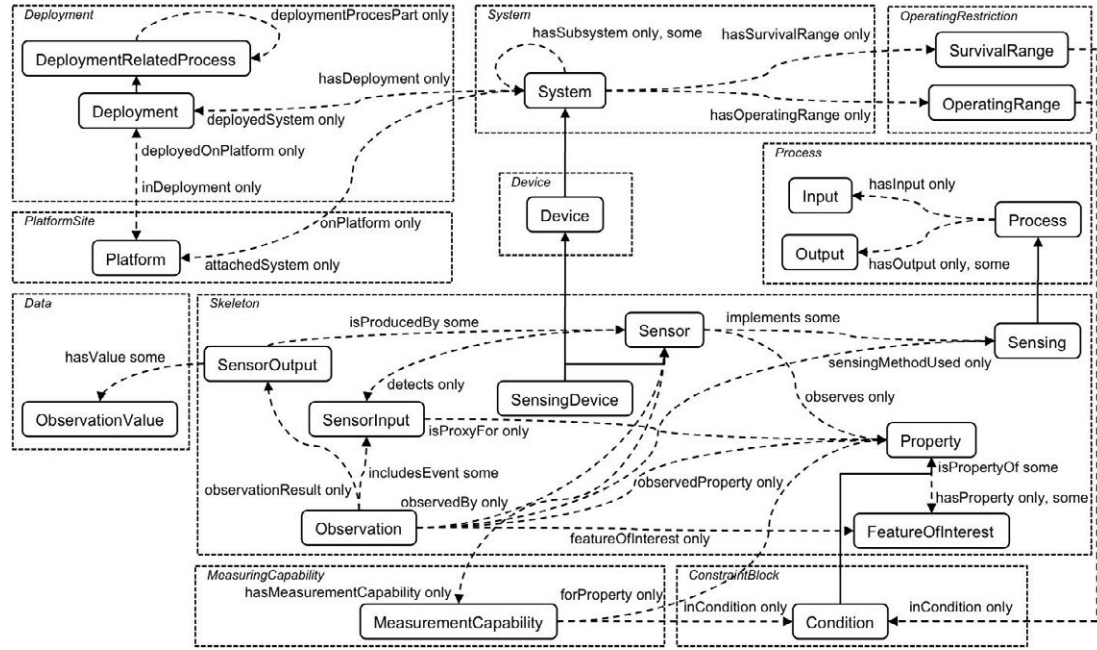 Deployment
deploymentProcesPart only
DeploymentRelatedProcess
Deployment
hasDeployment only
deployedSystem only
deployedOnPlatform only
inDeployment only
System
hasSubsystem only, some
System
hasSurvivalRange only
hasOperatingRange only
OperatingRestriction
SurvivalRange
OperatingRange
Process
Input
hasInput only
Process
Output
hasOutput only, some
Device
Device
PlatformSite
onPlatform only
Platform
attachedSystem only
Data
hasValue some
ObservationValue
Skeleton
isProducedBy some
Sensor
implements some
SensorOutput
Sensing
sensingMethodUsed only
detects only
SensingDevice
observes only
SensorInput
isProxyFor only
Property
isPropertyOf some
includesEvent some
observationResult only
observedBy only
observedProperty only
hasProperty only, some
Observation
featureOfInterest only
FeatureOfInterest
MeasuringCapability
hasMeasurementCapability only
forProperty only
MeasurementCapability
ConstraintBlock
inCondition only
Condition
inCondition only